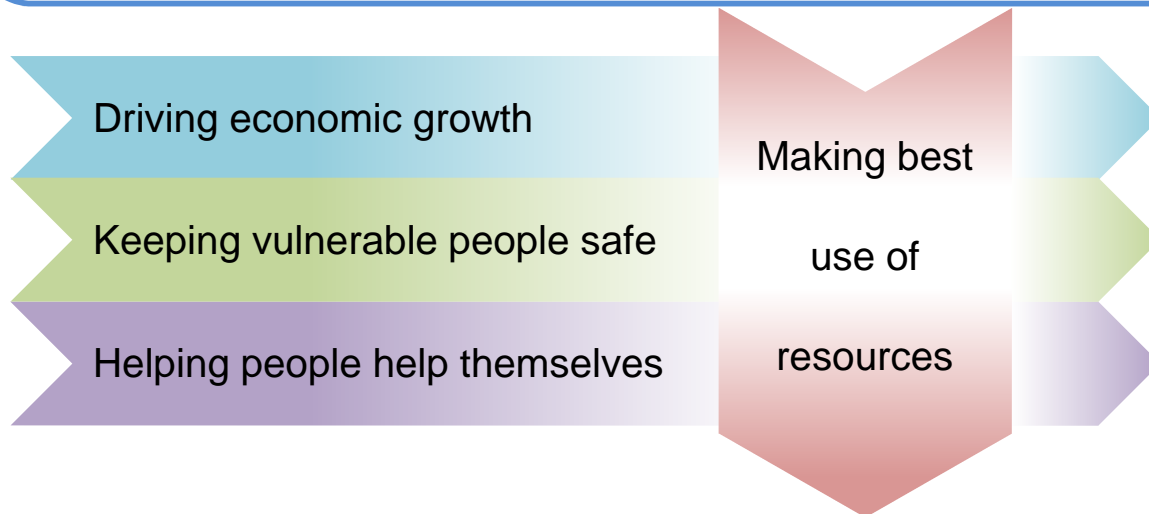 Driving economic growth
Keeping vulnerable people safe
Helping people help themselves
Making best
use of
resources